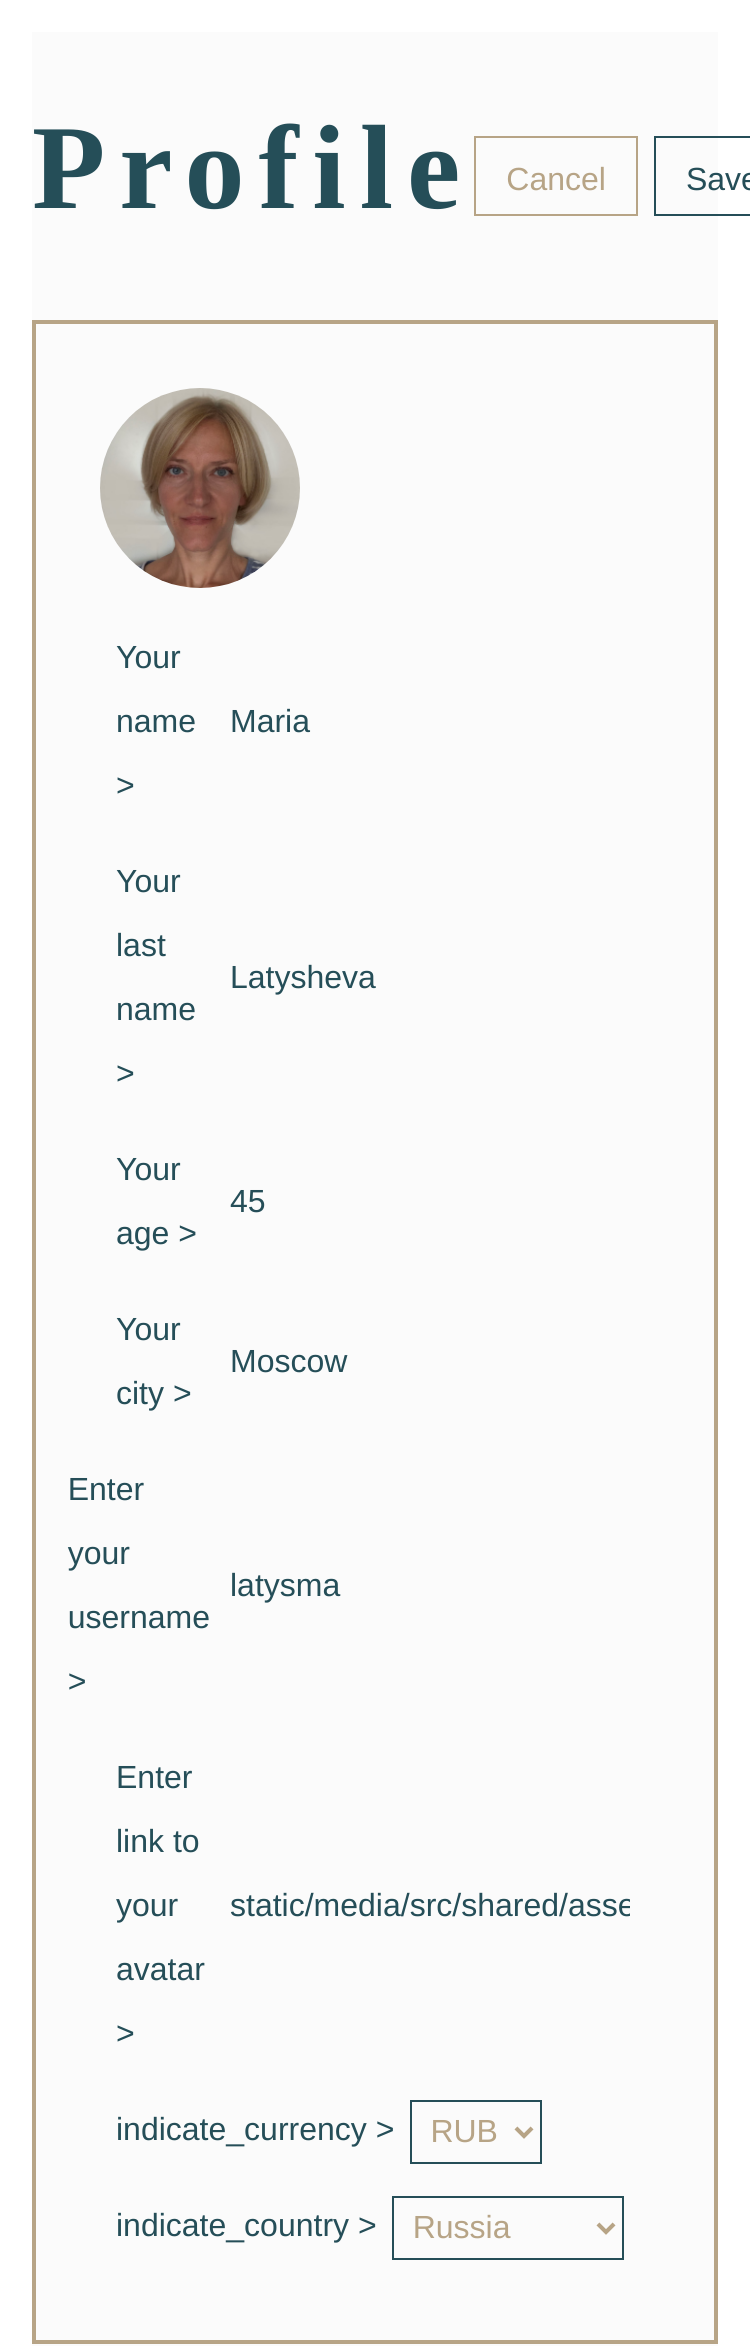 Profile Cancel Save
Your
name Maria
>
Your
last
name
Latysheva
>
Your
age >
45
Your
city >
Moscow
Enter
your
username
latysma
>
Enter
link to
your static/media/src/shared/asse
avatar
>
indicate_currency > RUB
indicate_country > Russia